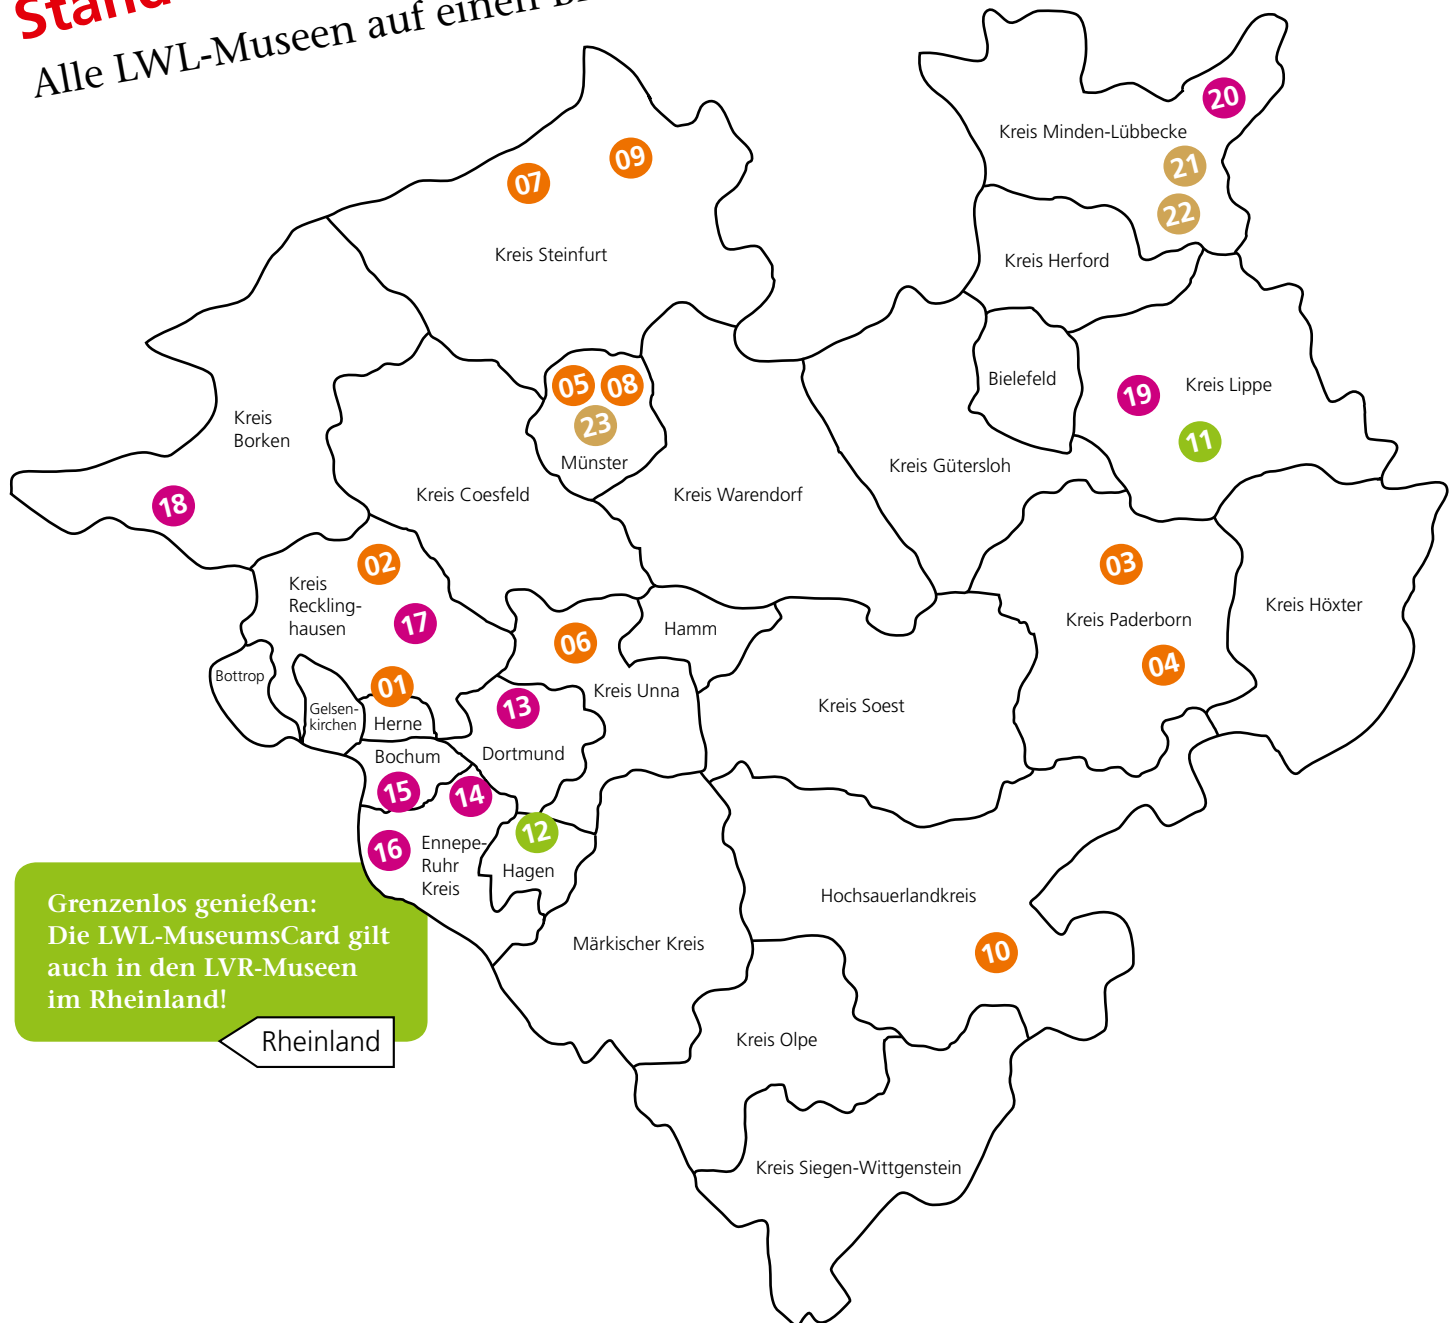 Stand
Alle LWL-Museen auf einen
20
Kreis Minden-Lübbecke
09
21
07
22
Kreis Steinfurt
Kreis Herford
05
08
Bielefeld
Kreis Lippe
19
23
Kreis
Borken
11
Münster
Kreis Gütersloh
Kreis Coesfeld
Kreis Warendorf
18
02
03
Kreis
Reckling-
hausen
17
Kreis Höxter
Kreis Paderborn
Hamm
06
04
Bottrop
01
Kreis Unna
13
Kreis Soest
Gelsen-
kirchen
Herne
Dortmund
Bochum
15
14
12
16
Ennepe-
Ruhr
Kreis
Hagen
Hochsauerlandkreis
Grenzenlos genießen:
Die LWL-MuseumsCard gilt
auch in den LVR-Museen
im Rheinland!
Märkischer Kreis
10
Rheinland
Kreis Olpe
Kreis Siegen-Wittgenstein